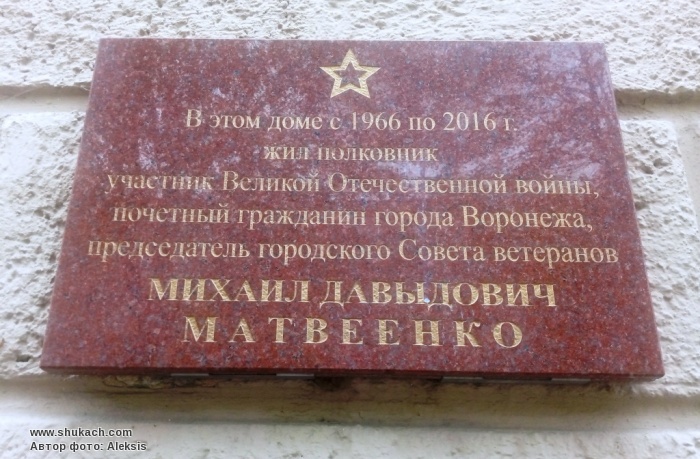 В этом доме с 1966 по 2016 г.
жил полковник
участник Великой Отечественной войны,
почетный гражданин города Воронежа,
председатель городского Совета ветеранов
МИХАИЛ ДАВЫДОВИЧ
МАТВЕЕНКО
www.shukach.com
Автор фото: Aleksis